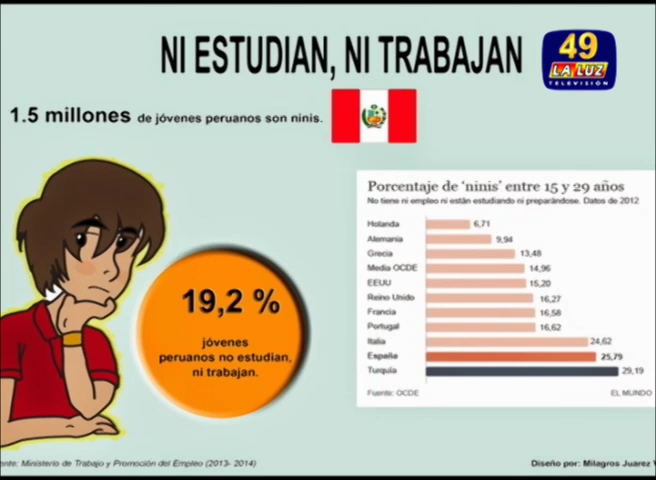 NI ESTUDIAN, NI TRABAJAN
49
LA LUZ
TELEVISIÓN
1.5 millones de jóvenes peruanos son ninis.
Porcentaje de 'ninis' entre 15 y 29 años
No tiene ni empleo ni están estudiando ni preparándose. Datos de 2012
Holanda 6,71
Alemania 9,94
Grecia 13,48
Media OCDE 14,96
EEUU 15,20
Reino Unido 16,27
Francia 16,58
Portugal 16,62
Italia 24,62
España 25,79
Turquía 29,19
Fuente: OCDE EL MUNDO
19,2 %
jóvenes
peruanos no estudian,
ni trabajan.
ente: Ministerio de Trabajo y Promoción del Empleo (2013- 2014)
Diseño por: Milagros Juarez